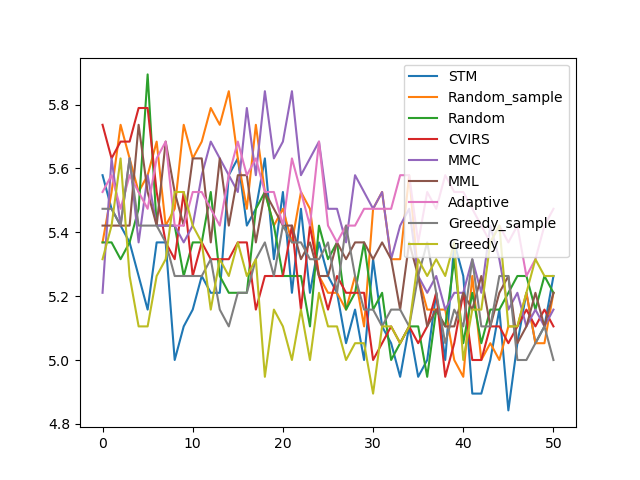 5.8
5.6
5.4
5.2
5.0
4.8
0
10
20
30
40
50
STM
Random_sample
Random
CVIRS
MMC
MML
Adaptive
Greedy_sample
Greedy